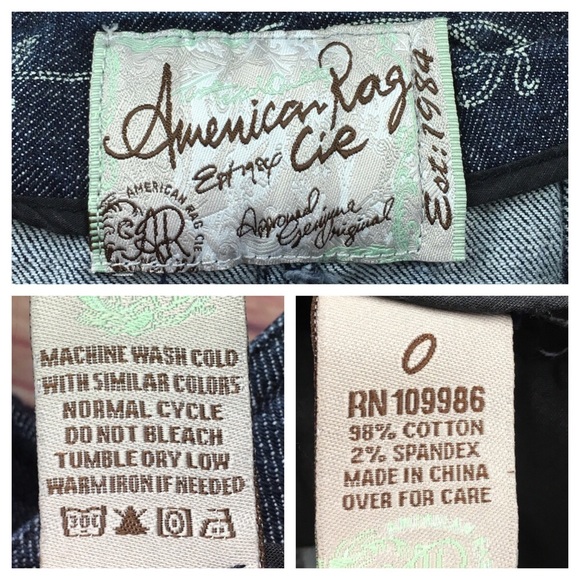 American Rag
Cie
Est 1984
Est:: 1984
AMERICAN RAG CIE
AR
Approved
Genuine
Original
MACHINE WASH COLD
WITH SIMILAR COLORS
NORMAL CYCLE
DO NOT BLEACH
TUMBLE DRY LOW
WARM IRON IF NEEDED
30C
0
RN 109986
98% COTTON
2% SPANDEX
MADE IN CHINA
OVER FOR CARE